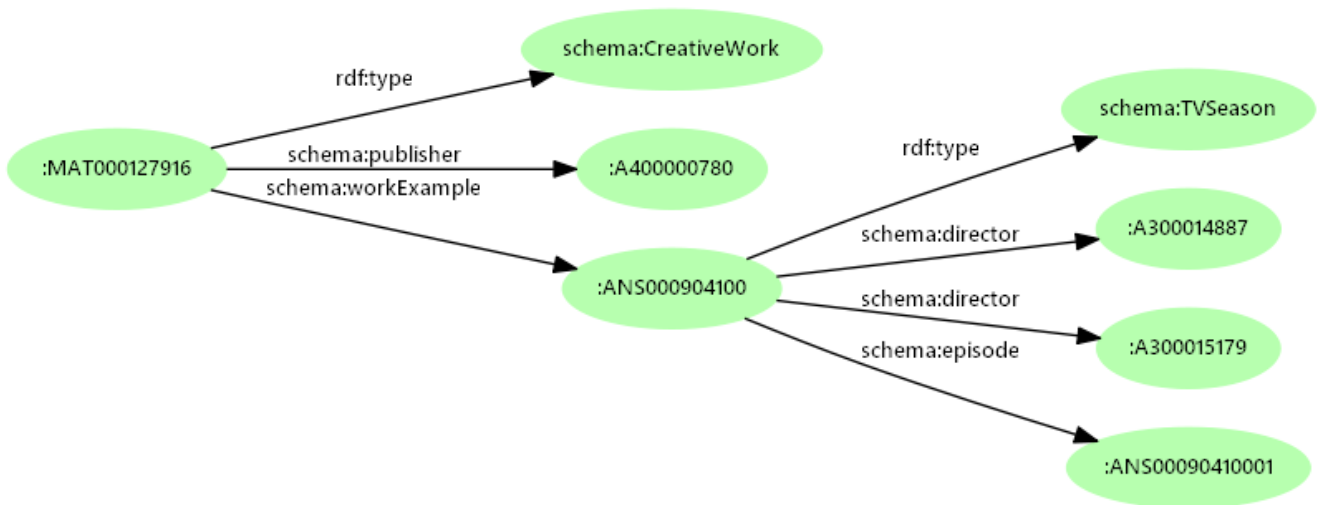 schema:CreativeWork
rdf:type
schema:TVSeason
rdf:type
:MAT000127916
schema:publisher
:A400000780
schema:workExample
schema:director
:A300014887
:ANS000904100
schema:director
:A300015179
schema:episode
:ANS00090410001